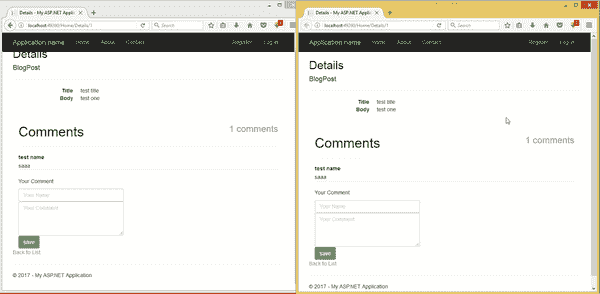 Details - My ASP.NET Applic...
localhost:49290/Home/Details/1
Search
Application name Home About Contact Register Log in
Details
BlogPost
Title test title
Body test one
Comments
1 comments
test name
saaa
Your Comment
Your Name
Your Comment
Save
Back to List
© 2017 - My ASP.NET Application
Details - My ASP.NET Applic...
localhost:49290/Home/Details/1
Search
Application name Home About Contact Register Log in
Details
BlogPost
Title test title
Body test one
Comments
1 comments
test name
saaa
Your Comment
Your Name
Your Comment
Save
Back to List
© 2017 - My ASP.NET Application